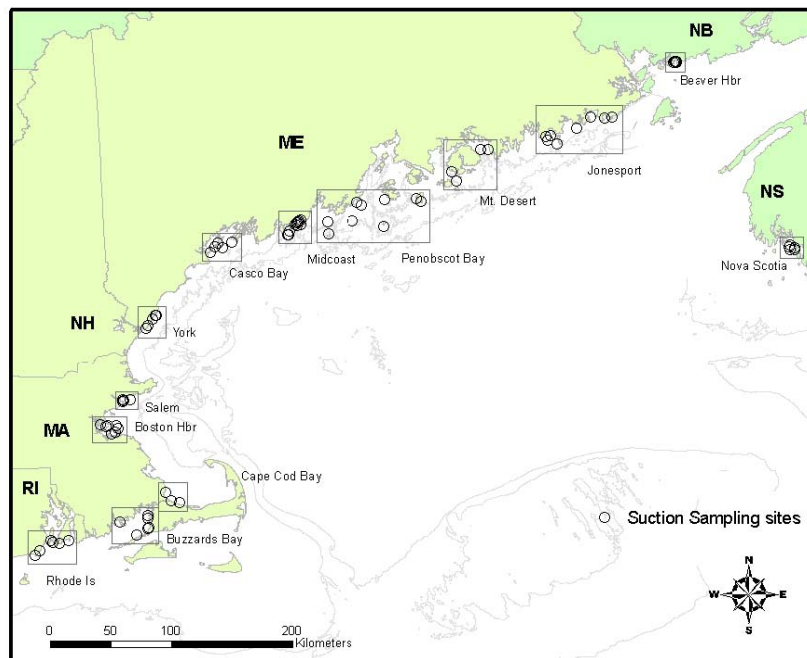 NB
Beaver Hbr
ME
Jonesport
NS
Mt. Desert
Nova Scotia
Midcoast
Penobscot Bay
Casco Bay
NH
York
Salem
MA
Boston Hbr
Cape Cod Bay
RI
Suction Sampling sites
Buzzards Bay
Rhode Is
N
W
E
S
0 50 100 200
Kilometers